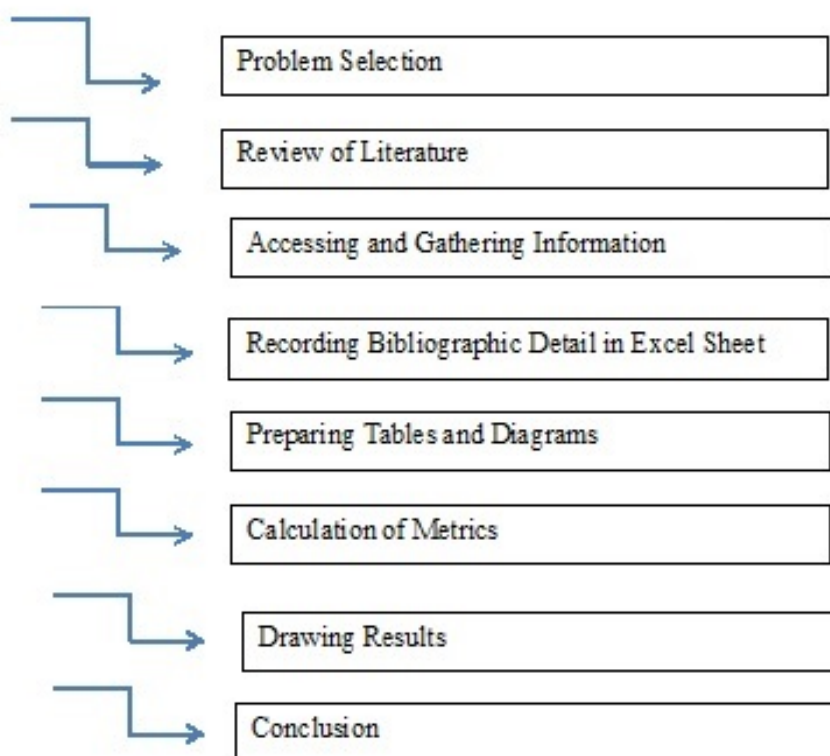 Problem Selection
Review of Literature
Accessing and Gathering Information
Recording Bibliographic Detail in Excel Sheet
Preparing Tables and Diagrams
Calculation of Metrics
Drawing Results
Conclusion